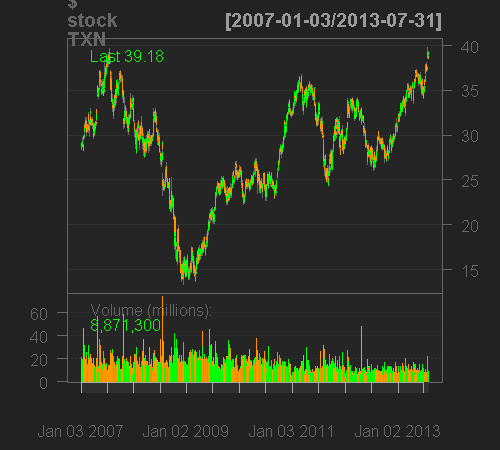 $
stock
TXN
[2007-01-03/2013-07-31]
Last 39.18
40
35
30
25
20
15
Volume (millions):
8,871,300
60
40
20
0
Jan 03 2007 Jan 02 2009 Jan 03 2011 Jan 02 2013